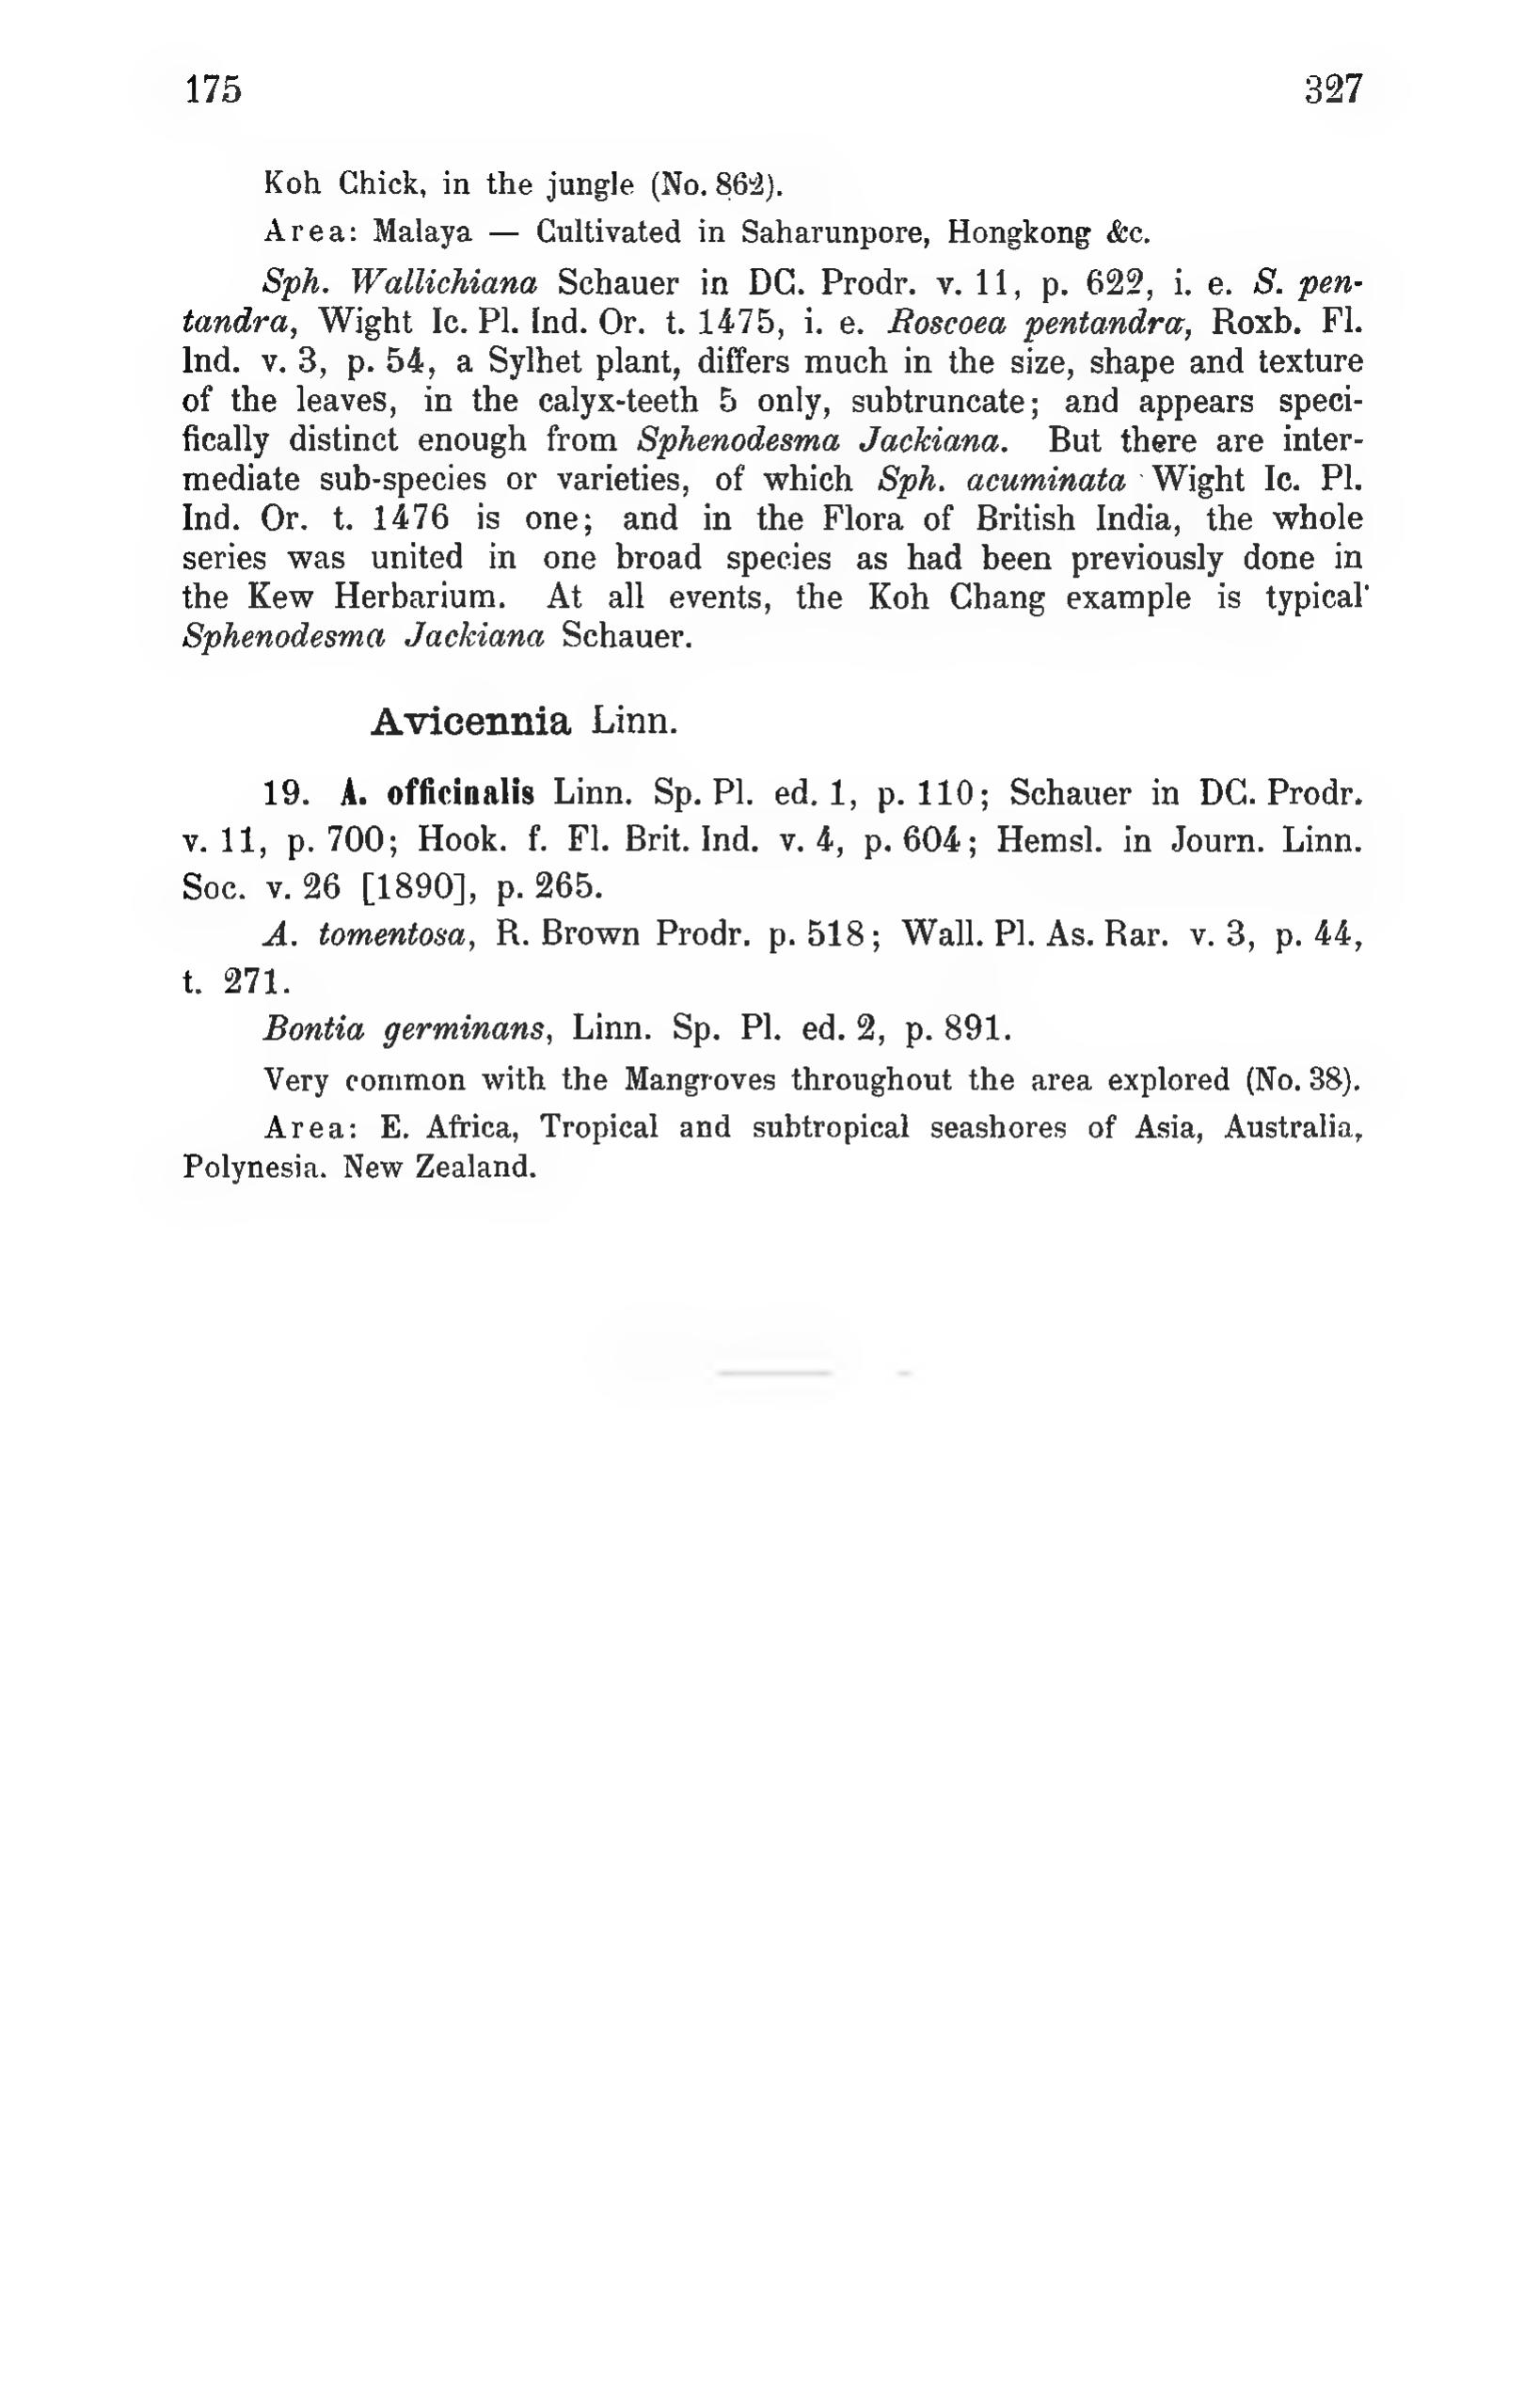 175 327
Koh Chick, in the jungle (No. 862).
Area: Malaya — Cultivated in Saharunpore, Hongkong &c.
Sph. Wallichiana Schauer in DC. Prodr. v. 11, p. 622, i. e. S. pen-
tandra, Wight Ic. Pl. Ind. Or. t. 1475, i. e. Roscoea pentandra, Roxb. Fl.
Ind. v. 3, p. 54, a Sylhet plant, differs much in the size, shape and texture
of the leaves, in the calyx-teeth 5 only, subtruncate; and appears speci-
fically distinct enough from Sphenodesma Jackiana. But there are inter-
mediate sub-species or varieties, of which Sph. acuminata Wight Ic. Pl.
Ind. Or. t. 1476 is one; and in the Flora of British India, the whole
series was united in one broad species as had been previously done in
the Kew Herbarium. At all events, the Koh Chang example is typical
Sphenodesma Jackiana Schauer.
Avicennia Linn.
19. A. officinalis Linn. Sp. Pl. ed. 1, p. 110; Schauer in DC. Prodr.
v. 11, p. 700; Hook. f. Fl. Brit. Ind. v. 4, p. 604; Hemsl. in Journ. Linn.
Soc. v. 26 [1890], p. 265.
A. tomentosa, R. Brown Prodr. p. 518; Wall. Pl. As. Rar. v. 3, p. 44,
t. 271.
Bontia germinans, Linn. Sp. Pl. ed. 2, p. 891.
Very common with the Mangroves throughout the area explored (No. 38).
Area: E. Africa, Tropical and subtropical seashores of Asia, Australia,
Polynesia. New Zealand.